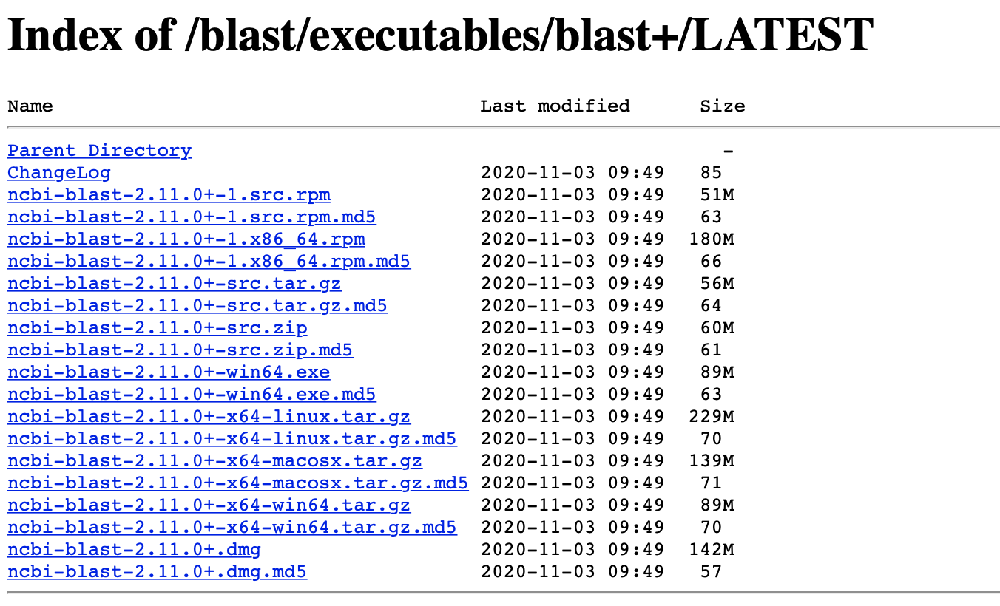 Index of /blast/executables/blast+/LATEST
Name Last modified Size
Parent Directory -
ChangeLog 2020-11-03 09:49 85
ncbi-blast-2.11.0+-1.src.rpm 2020-11-03 09:49 51M
ncbi-blast-2.11.0+-1.src.rpm.md5 2020-11-03 09:49 63
ncbi-blast-2.11.0+-1.x86_64.rpm 2020-11-03 09:49 180M
ncbi-blast-2.11.0+-1.x86_64.rpm.md5 2020-11-03 09:49 66
ncbi-blast-2.11.0+-src.tar.gz 2020-11-03 09:49 56M
ncbi-blast-2.11.0+-src.tar.gz.md5 2020-11-03 09:49 64
ncbi-blast-2.11.0+-src.zip 2020-11-03 09:49 60M
ncbi-blast-2.11.0+-src.zip.md5 2020-11-03 09:49 61
ncbi-blast-2.11.0+-win64.exe 2020-11-03 09:49 89M
ncbi-blast-2.11.0+-win64.exe.md5 2020-11-03 09:49 63
ncbi-blast-2.11.0+-x64-linux.tar.gz 2020-11-03 09:49 229M
ncbi-blast-2.11.0+-x64-linux.tar.gz.md5 2020-11-03 09:49 70
ncbi-blast-2.11.0+-x64-macosx.tar.gz 2020-11-03 09:49 139M
ncbi-blast-2.11.0+-x64-macosx.tar.gz.md5 2020-11-03 09:49 71
ncbi-blast-2.11.0+-x64-win64.tar.gz 2020-11-03 09:49 89M
ncbi-blast-2.11.0+-x64-win64.tar.gz.md5 2020-11-03 09:49 70
ncbi-blast-2.11.0+.dmg 2020-11-03 09:49 142M
ncbi-blast-2.11.0+.dmg.md5 2020-11-03 09:49 57